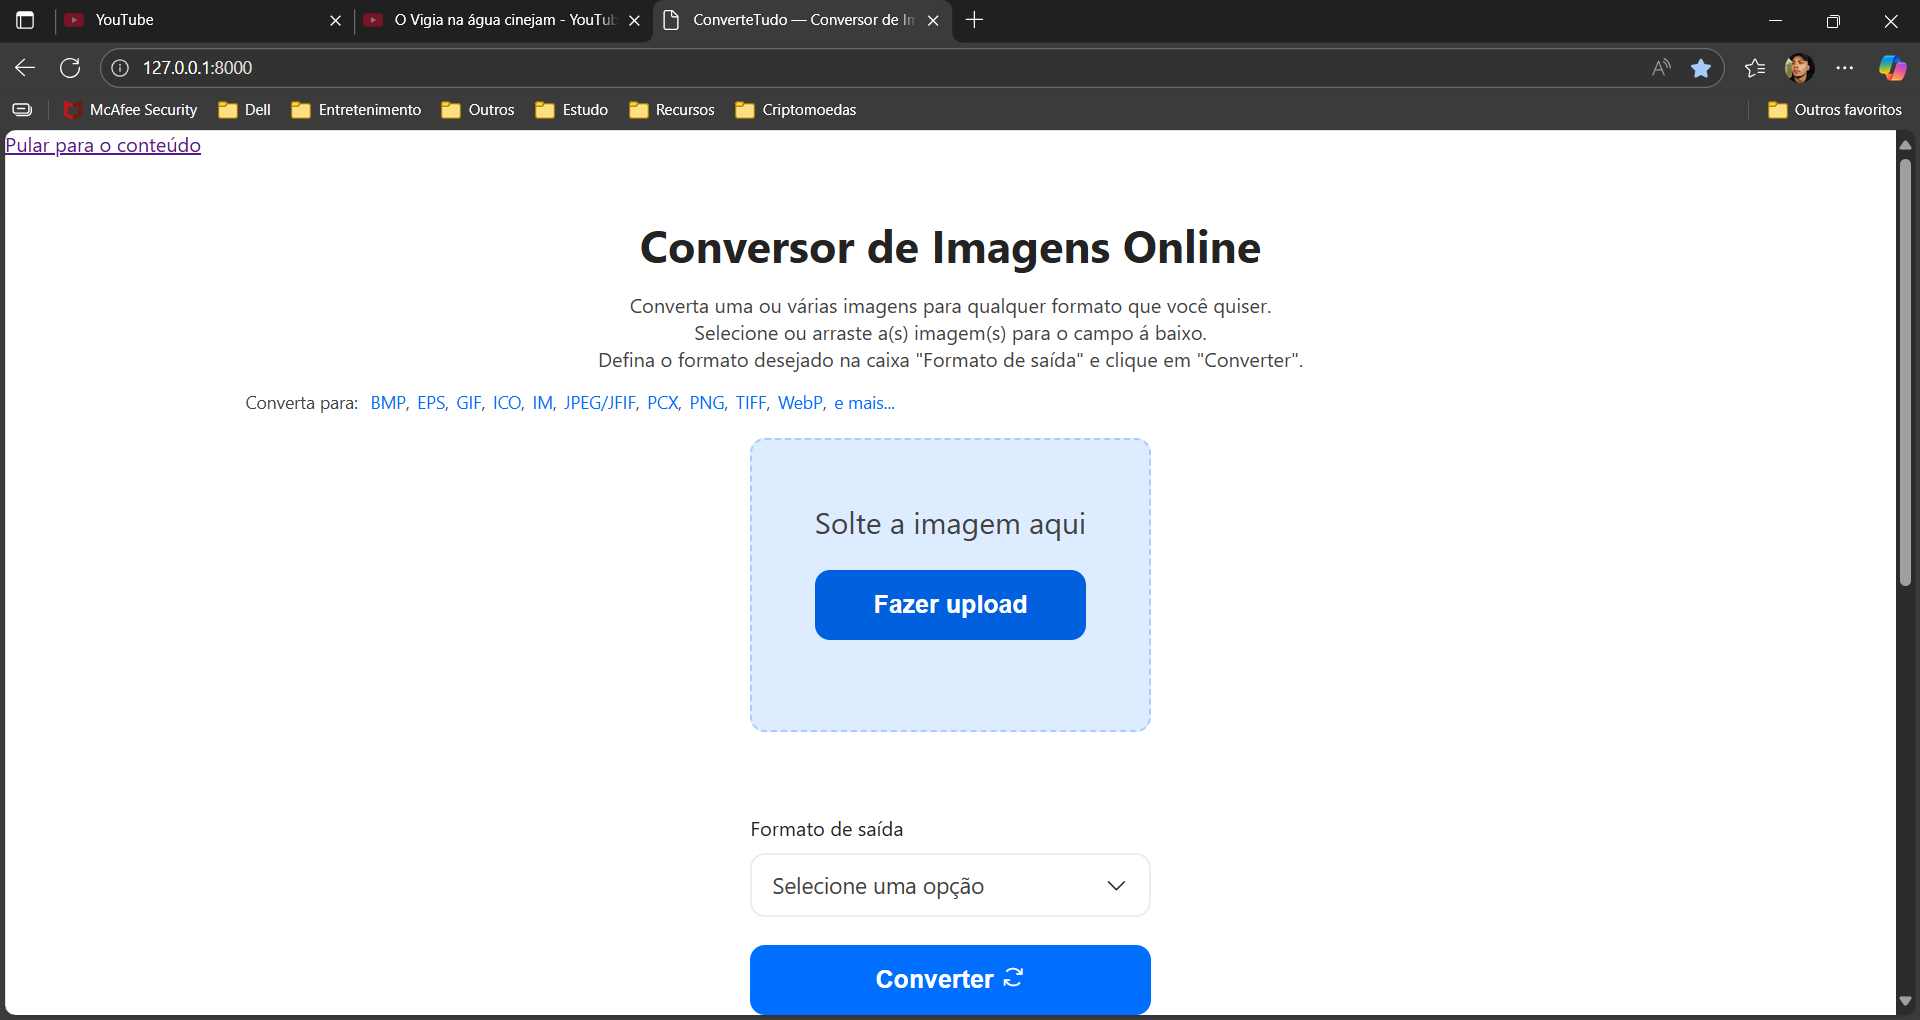 YouTube
O Vigia na água cinejam - YouTub
ConverteTudo — Conversor de Im
127.0.0.1:8000
McAfee Security
Dell
Entretenimento
Outros
Estudo
Recursos
Criptomoedas
Outros favoritos
Pular para o conteúdo
Conversor de Imagens Online
Converta uma ou várias imagens para qualquer formato que você quiser.
Selecione ou arraste a(s) imagem(s) para o campo á baixo.
Defina o formato desejado na caixa "Formato de saída" e clique em "Converter".
Converta para: BMP, EPS, GIF, ICO, IM, JPEG/JFIF, PCX, PNG, TIFF, WebP, e mais...
Solte a imagem aqui
Fazer upload
Formato de saída
Selecione uma opção
Converter